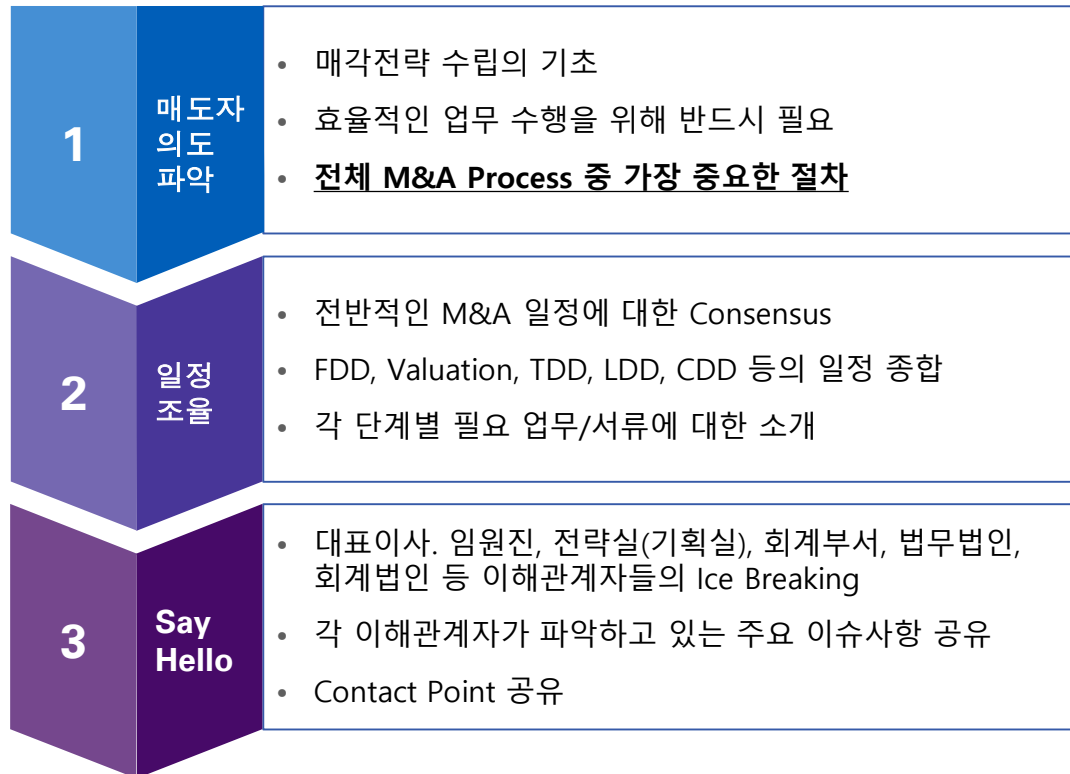 1
매도자
의도
파악
• 매각전략 수립의 기초
• 효율적인 업무 수행을 위해 반드시 필요
• 전체 M&A Process 중 가장 중요한 절차
2
일정
조율
• 전반적인 M&A 일정에 대한 Consensus
• FDD, Valuation, TDD, LDD, CDD 등의 일정 종합
• 각 단계별 필요 업무/서류에 대한 소개
3
Say
Hello
• 대표이사. 임원진, 전략실(기획실), 회계부서, 법무법인,
회계법인 등 이해관계자들의 Ice Breaking
• 각 이해관계자가 파악하고 있는 주요 이슈사항 공유
• Contact Point 공유